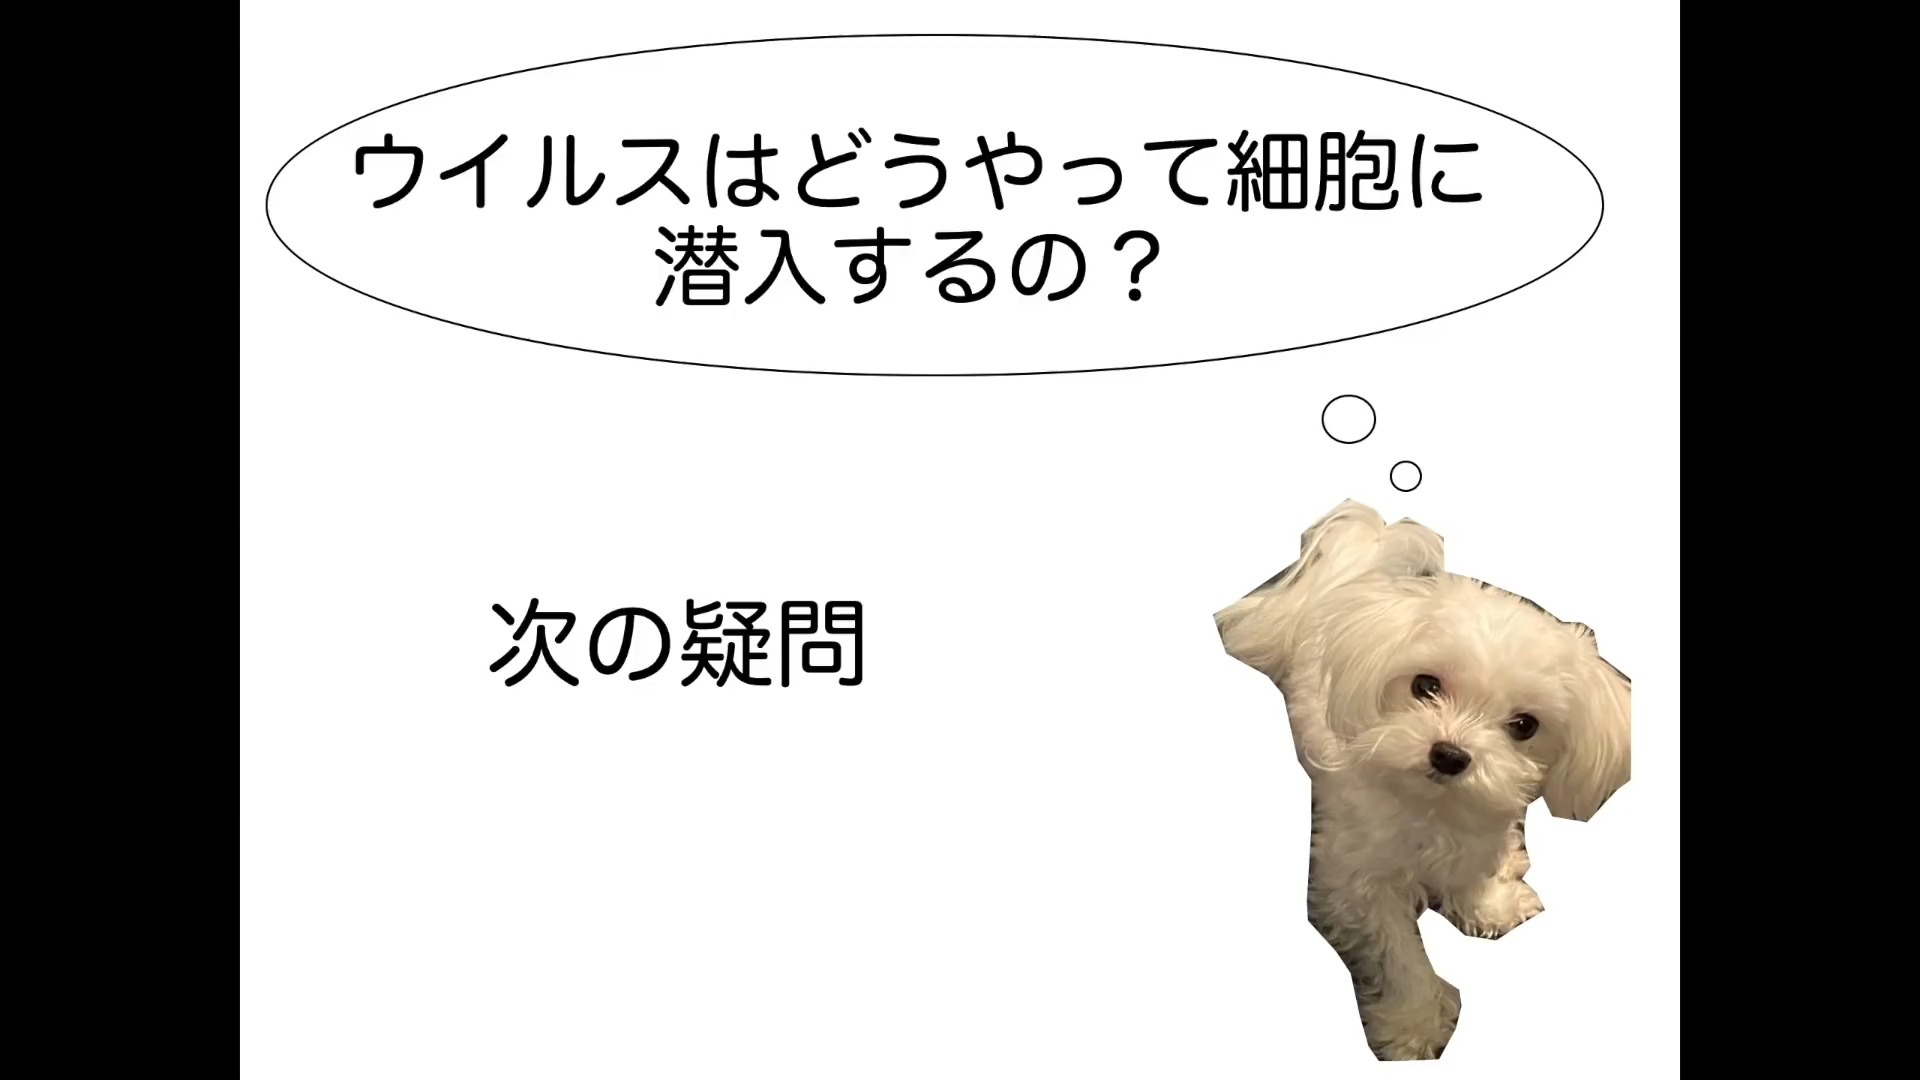 ウイルスはどうやって細胞に
潜入するの？
次の疑問